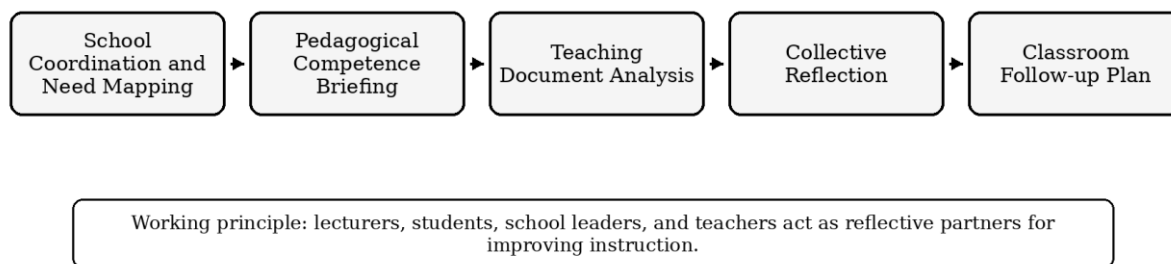 School
Coordination and
Need Mapping
Pedagogical
Competence
Briefing
Teaching
Document Analysis
Collective
Reflection
Classroom
Follow-up Plan
Working principle: lecturers, students, school leaders, and teachers act as reflective partners for
improving instruction.